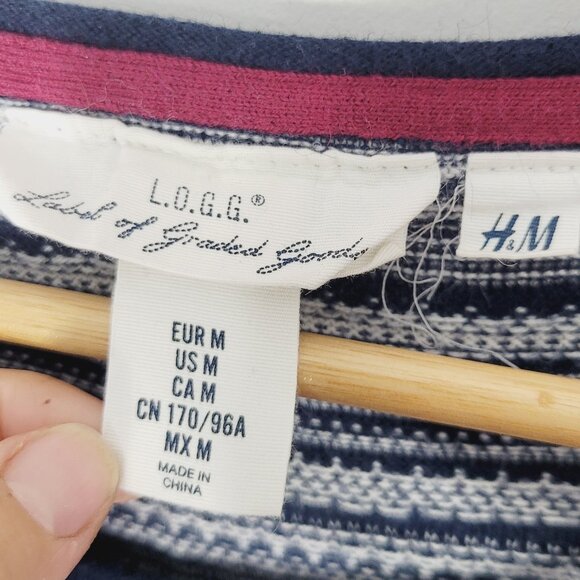 L.O.G.G.®
Label of Graded Goods
H&M
EUR M
US M
CA M
CN 170/96A
MX M
MADE IN
CHINA